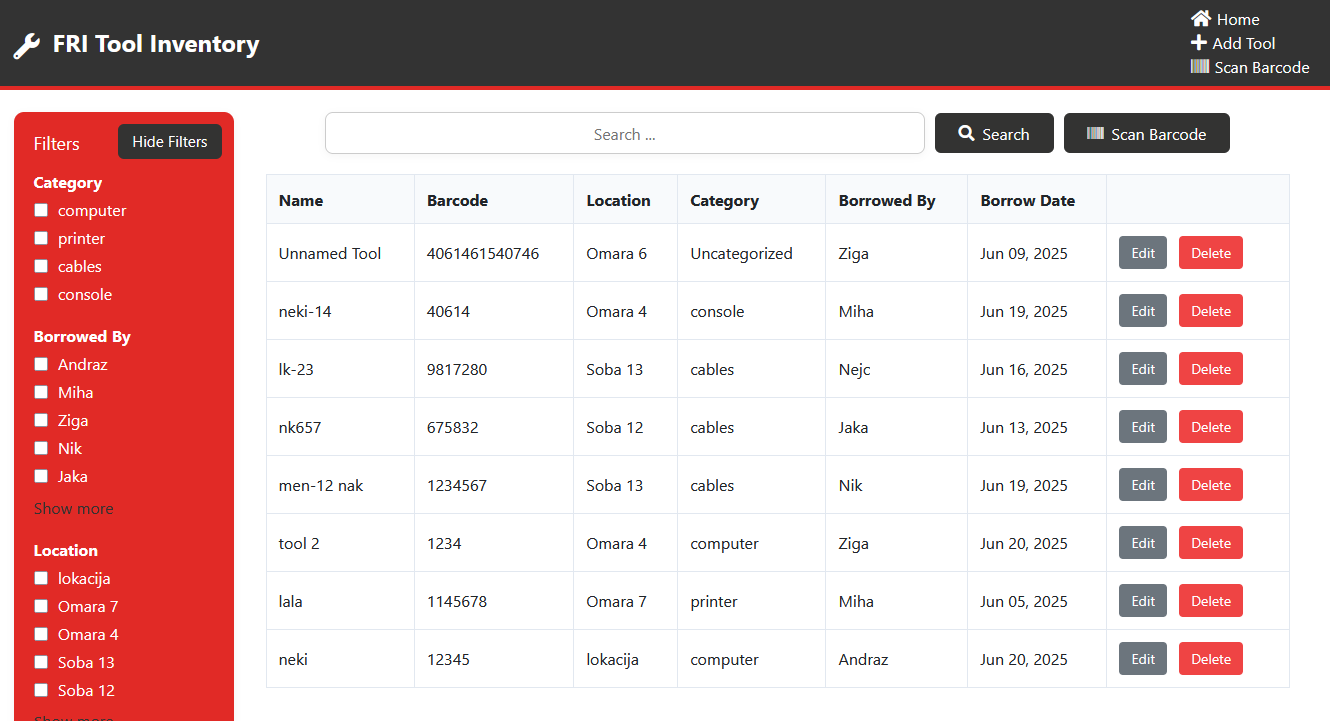 FRI Tool Inventory
Home
Add Tool
Scan Barcode
Filters
Hide Filters
Category
computer
printer
cables
console
Borrowed By
Andraz
Miha
Ziga
Nik
Jaka
Show more
Location
lokacija
Omara 7
Omara 4
Soba 13
Soba 12
Show more
Search ...
Search
Scan Barcode
Name Barcode Location Category Borrowed By Borrow Date
Unnamed Tool 4061461540746 Omara 6 Uncategorized Ziga Jun 09, 2025 Edit Delete
neki-14 40614 Omara 4 console Miha Jun 19, 2025 Edit Delete
lk-23 9817280 Soba 13 cables Nejc Jun 16, 2025 Edit Delete
nk657 675832 Soba 12 cables Jaka Jun 13, 2025 Edit Delete
men-12 nak 1234567 Soba 13 cables Nik Jun 19, 2025 Edit Delete
tool 2 1234 Omara 4 computer Ziga Jun 20, 2025 Edit Delete
lala 1145678 Omara 7 printer Miha Jun 05, 2025 Edit Delete
neki 12345 lokacija computer Andraz Jun 20, 2025 Edit Delete